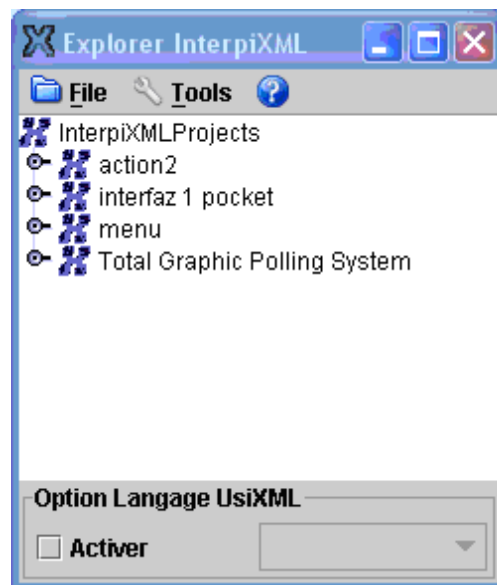 Explorer InterpiXML
File Tools
InterpiXMLProjects
action2
interfaz 1 pocket
menu
Total Graphic Polling System
Option Langage UsiXML
Activer